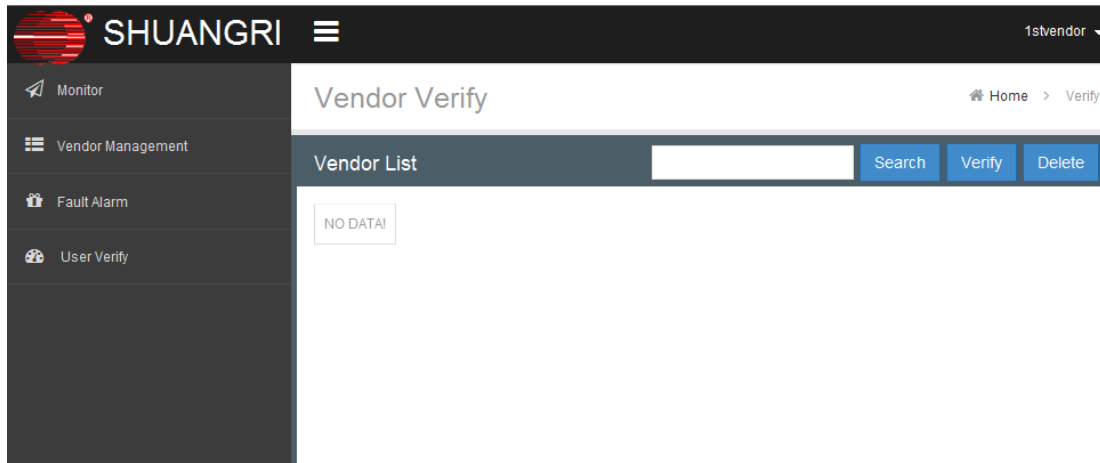 SHUANGRI
1stvendor
Monitor
Vendor Management
Fault Alarm
User Verify
Vendor Verify
Home > Verify
Vendor List
Search
Verify
Delete
NO DATA!